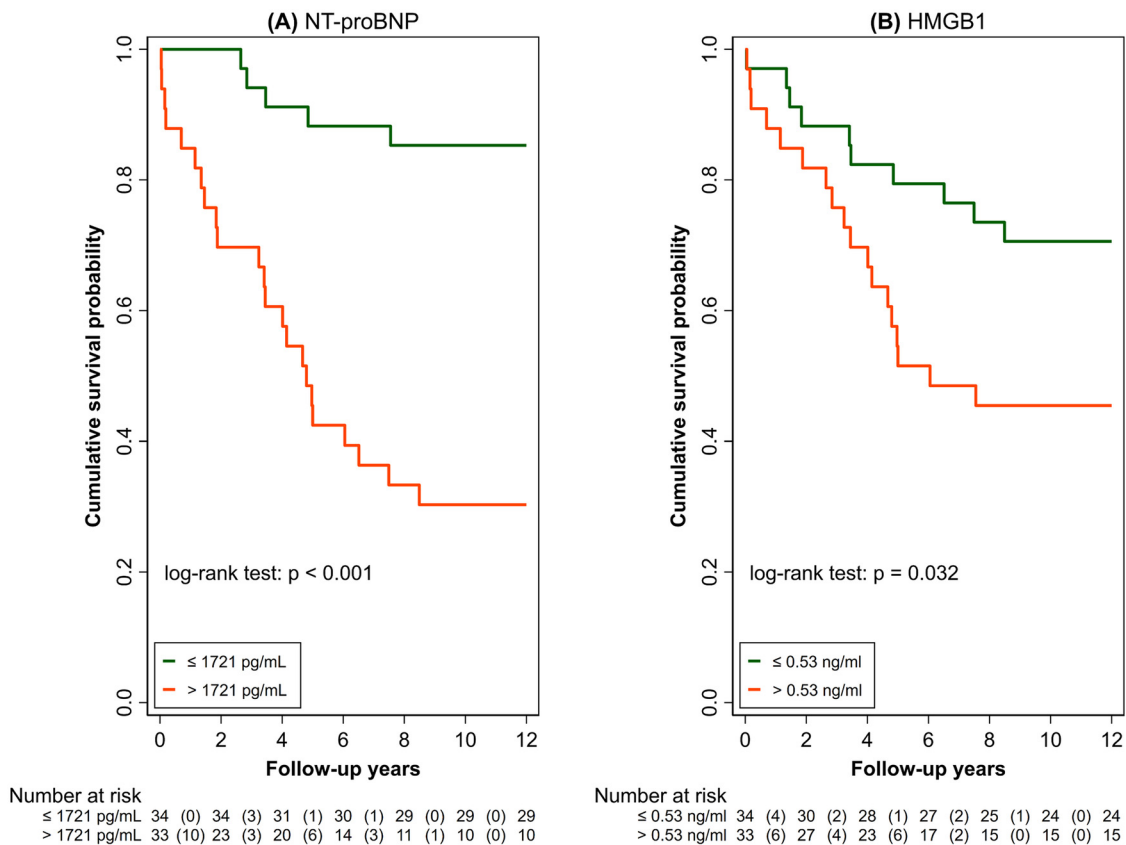 (A) NT-proBNP
Cumulative survival probability
1.0
0.8
0.6
0.4
0.2
0.0
log-rank test: p < 0.001
≤ 1721 pg/mL
> 1721 pg/mL
0 2 4 6 8 10 12
Follow-up years
Number at risk
≤ 1721 pg/mL 34 (0) 34 (3) 31 (1) 30 (1) 29 (0) 29 (0) 29
> 1721 pg/mL 33 (10) 23 (3) 20 (6) 14 (3) 11 (1) 10 (0) 10
(B) HMGB1
Cumulative survival probability
1.0
0.8
0.6
0.4
0.2
0.0
log-rank test: p = 0.032
≤ 0.53 ng/ml
> 0.53 ng/ml
0 2 4 6 8 10 12
Follow-up years
Number at risk
≤ 0.53 ng/ml 34 (4) 30 (2) 28 (1) 27 (2) 25 (1) 24 (0) 24
> 0.53 ng/ml 33 (6) 27 (4) 23 (6) 17 (2) 15 (0) 15 (0) 15